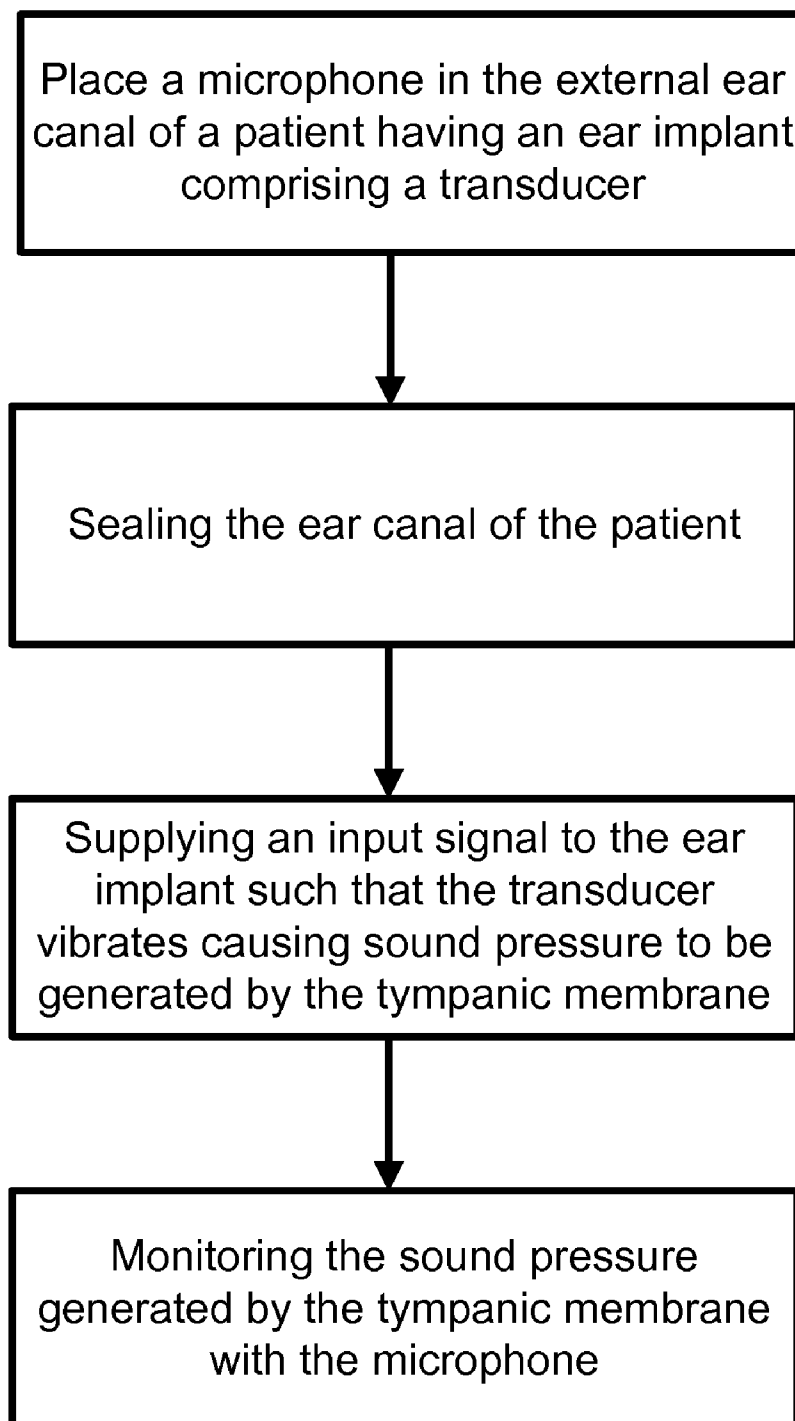 Place a microphone in the external ear
canal of a patient having an ear implant
comprising a transducer
Sealing the ear canal of the patient
Supplying an input signal to the ear
implant such that the transducer
vibrates causing sound pressure to be
generated by the tympanic membrane
Monitoring the sound pressure
generated by the tympanic membrane
with the microphone